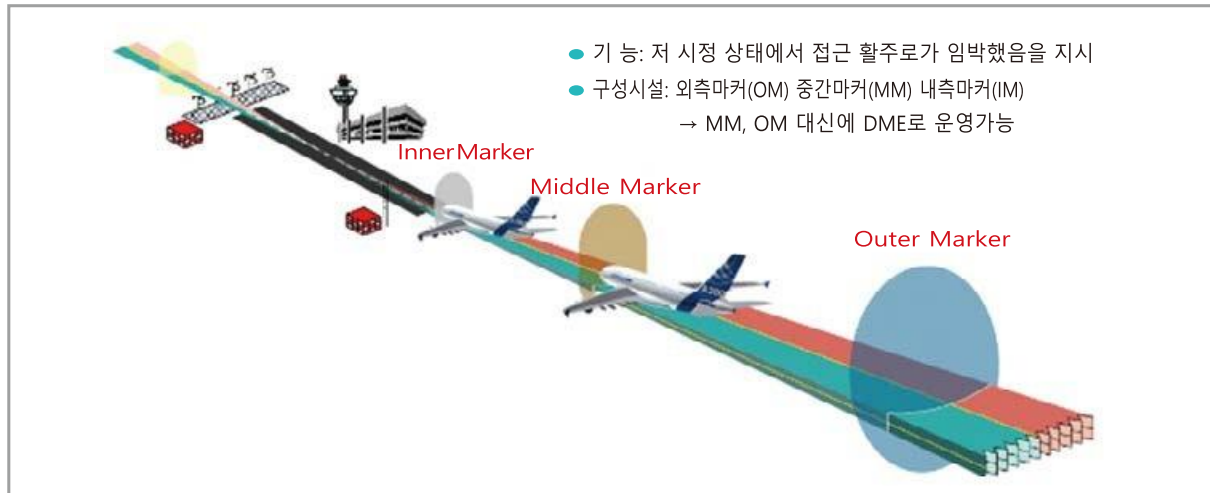 ● 기 능: 저 시정 상태에서 접근 활주로가 임박했음을 지시
● 구성시설: 외측마커(OM) 중간마커(MM) 내측마커(IM)
→ MM, OM 대신에 DME로 운영가능
InnerMarker
Middle Marker
Outer Marker